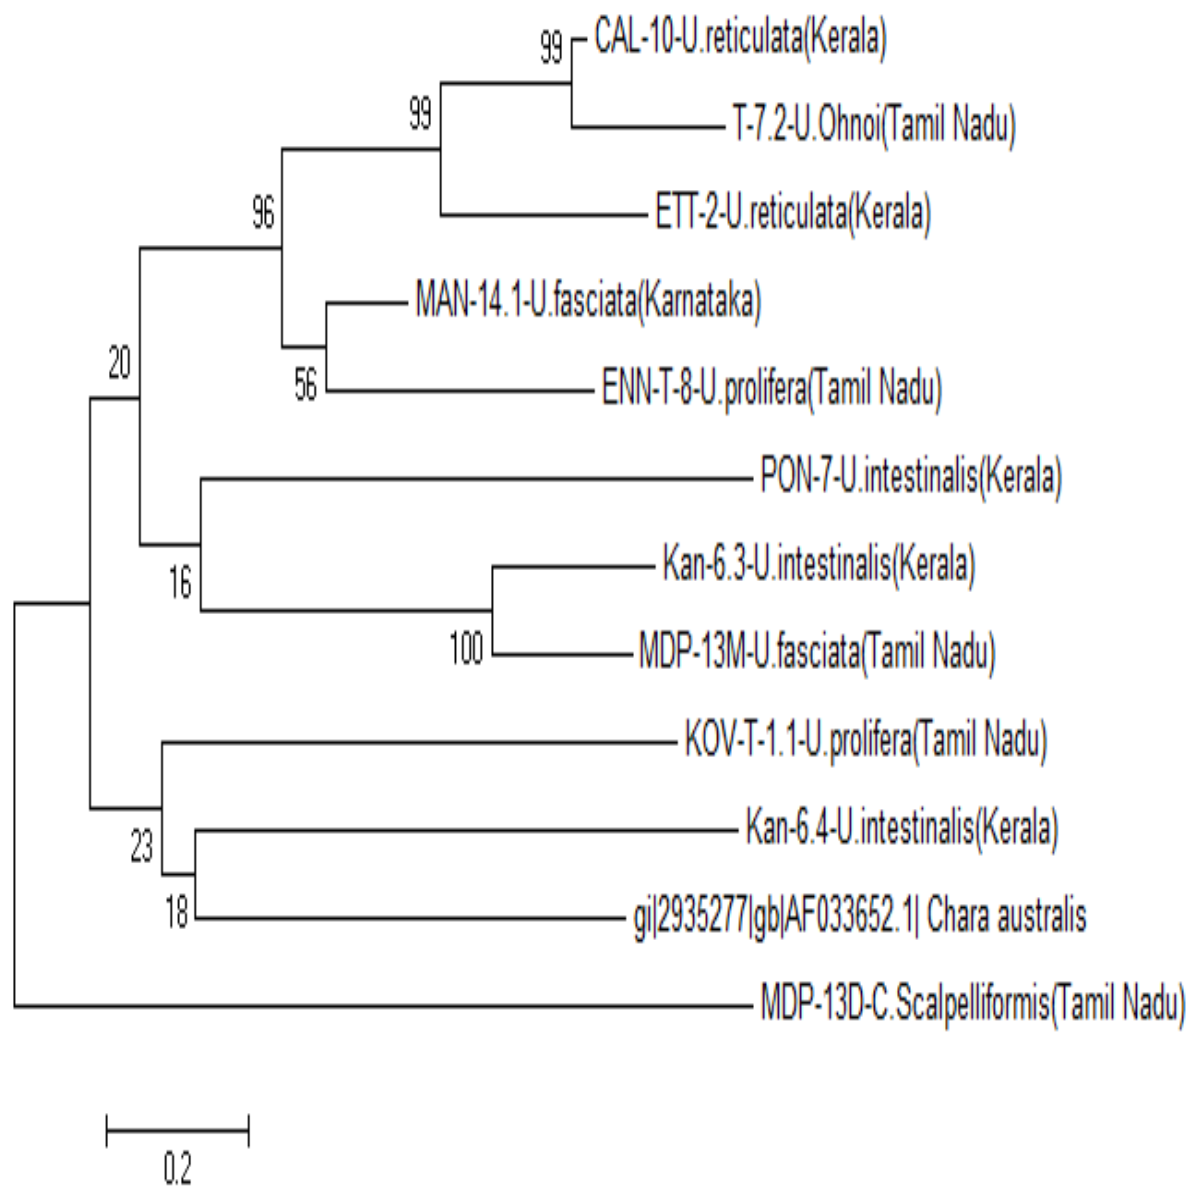 99
CAL-10-U.reticulata(Kerala)
99
T-7.2-U.Ohnoi(Tamil Nadu)
96
ETT-2-U.reticulata(Kerala)
MAN-14.1-U.fasciata(Karnataka)
20
56
ENN-T-8-U.prolifera(Tamil Nadu)
PON-7-U.intestinalis(Kerala)
16
Kan-6.3-U.intestinalis(Kerala)
100
MDP-13M-U.fasciata(Tamil Nadu)
KOV-T-1.1-U.prolifera(Tamil Nadu)
23
Kan-6.4-U.intestinalis(Kerala)
18
gi|2935277|gb|AF033652.1| Chara australis
MDP-13D-C.Scalpelliformis(Tamil Nadu)
0.2